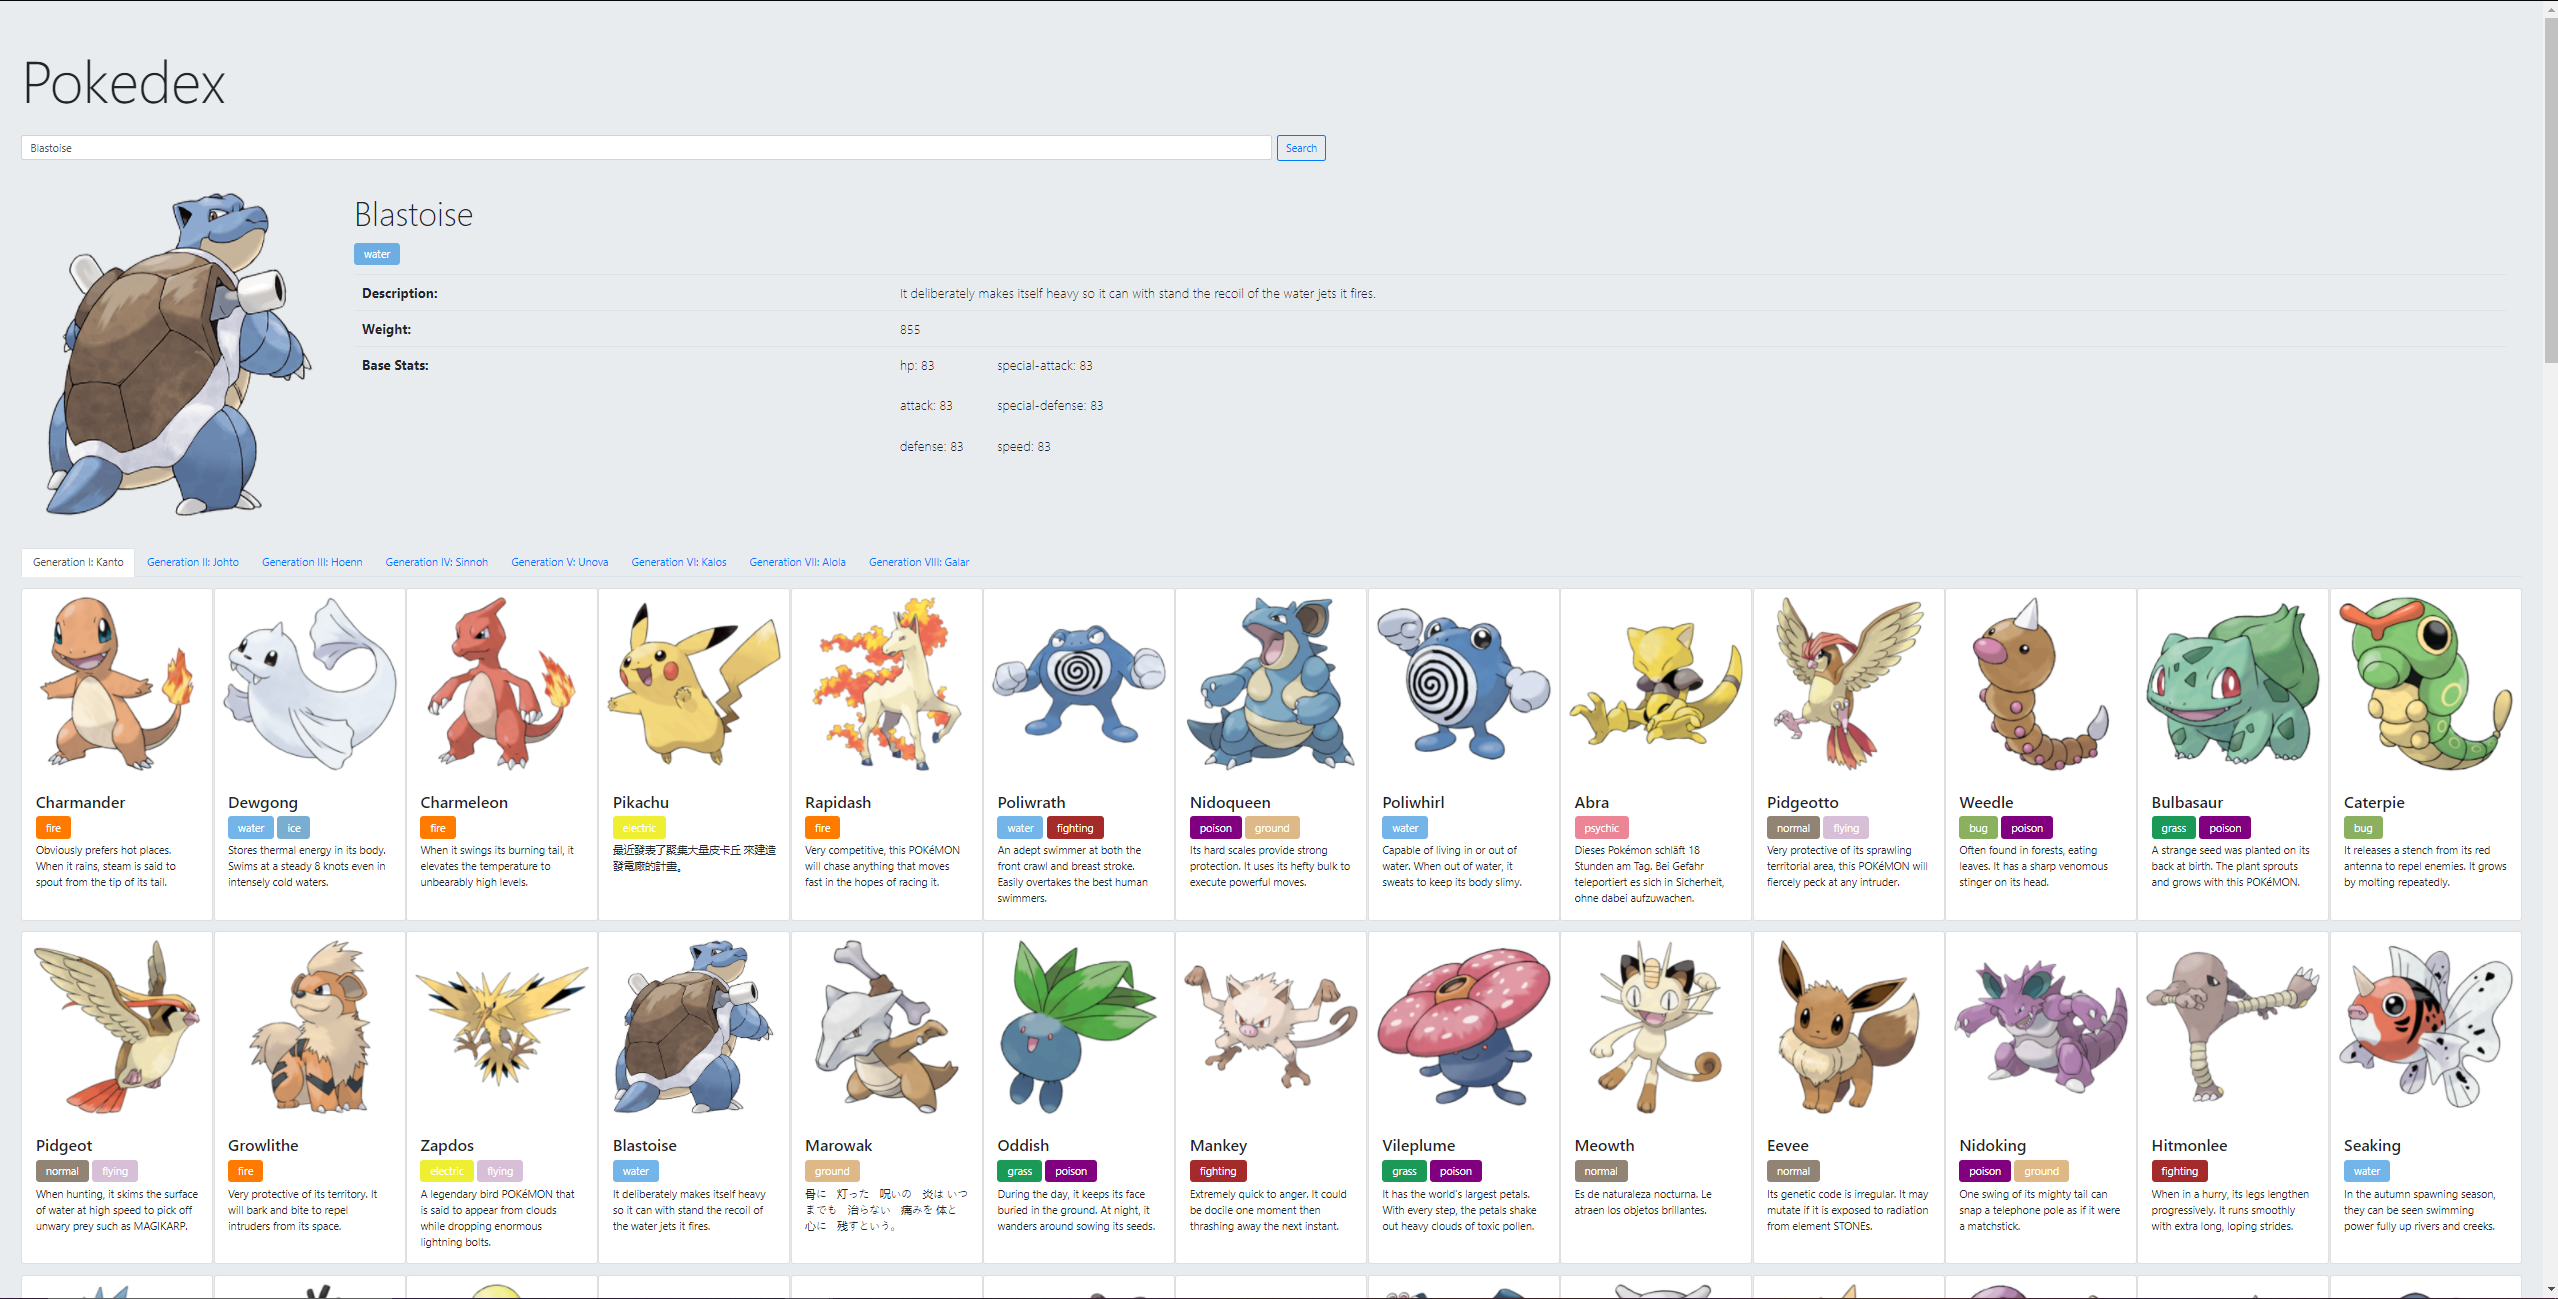 Pokedex
Blastoise
Search
Blastoise
water
Description: It deliberately makes itself heavy so it can with stand the recoil of the water jets it fires.
Weight: 855
Base Stats: hp: 83 special-attack: 83
attack: 83 special-defense: 83
defense: 83 speed: 83
Generation I: Kanto Generation II: Johto Generation III: Hoenn Generation IV: Sinnoh Generation V: Unova Generation VI: Kalos Generation VII: Alola Generation VIII: Galar
Charmander
fire
Obviously prefers hot places.
When it rains, steam is said to
spout from the tip of its tail.
Dewgong
water ice
Stores thermal energy in its body.
Swims at a steady 8 knots even in
intensely cold waters.
Charmeleon
fire
When it swings its burning tail, it
elevates the temperature to
unbearably high levels.
Pikachu
electric
最近發表了聚集大量皮卡丘 來建造
發電廠的計畫。
Rapidash
fire
Very competitive, this POKéMON
will chase anything that moves
fast in the hopes of racing it.
Poliwrath
water fighting
An adept swimmer at both the
front crawl and breast stroke.
Easily overtakes the best human
swimmers.
Nidoqueen
poison ground
Its hard scales provide strong
protection. It uses its hefty bulk to
execute powerful moves.
Poliwhirl
water
Capable of living in or out of
water. When out of water, it
sweats to keep its body slimy.
Abra
psychic
Dieses Pokémon schläft 18
Stunden am Tag. Bei Gefahr
teleportiert es sich in Sicherheit,
ohne dabei aufzuwachen.
Pidgeotto
normal flying
Very protective of its sprawling
territorial area, this POKéMON will
fiercely peck at any intruder.
Weedle
bug poison
Often found in forests, eating
leaves. It has a sharp venomous
stinger on its head.
Bulbasaur
grass poison
A strange seed was planted on its
back at birth. The plant sprouts
and grows with this POKéMON.
Caterpie
bug
It releases a stench from its red
antenna to repel enemies. It grows
by molting repeatedly.
Pidgeot
normal flying
When hunting, it skims the surface
of water at high speed to pick off
unwary prey such as MAGIKARP.
Growlithe
fire
Very protective of its territory. It
will bark and bite to repel
intruders from its space.
Zapdos
electric flying
A legendary bird POKéMON that
is said to appear from clouds
while dropping enormous
lightning bolts.
Blastoise
water
It deliberately makes itself heavy
so it can with stand the recoil of
the water jets it fires.
Marowak
ground
骨に 灯った 呪いの 炎は いつ
までも 治らない 痛みを 体と
心に 残すという。
Oddish
grass poison
During the day, it keeps its face
buried in the ground. At night, it
wanders around sowing its seeds.
Mankey
fighting
Extremely quick to anger. It could
be docile one moment then
thrashing away the next instant.
Vileplume
grass poison
It has the world's largest petals.
With every step, the petals shake
out heavy clouds of toxic pollen.
Meowth
normal
Es de naturaleza nocturna. Le
atraen los objetos brillantes.
Eevee
normal
Its genetic code is irregular. It may
mutate if it is exposed to radiation
from element STONEs.
Nidoking
poison ground
One swing of its mighty tail can
snap a telephone pole as if it were
a matchstick.
Hitmonlee
fighting
When in a hurry, its legs lengthen
progressively. It runs smoothly
with extra long, loping strides.
Seaking
water
In the autumn spawning season,
they can be seen swimming
power fully up rivers and creeks.